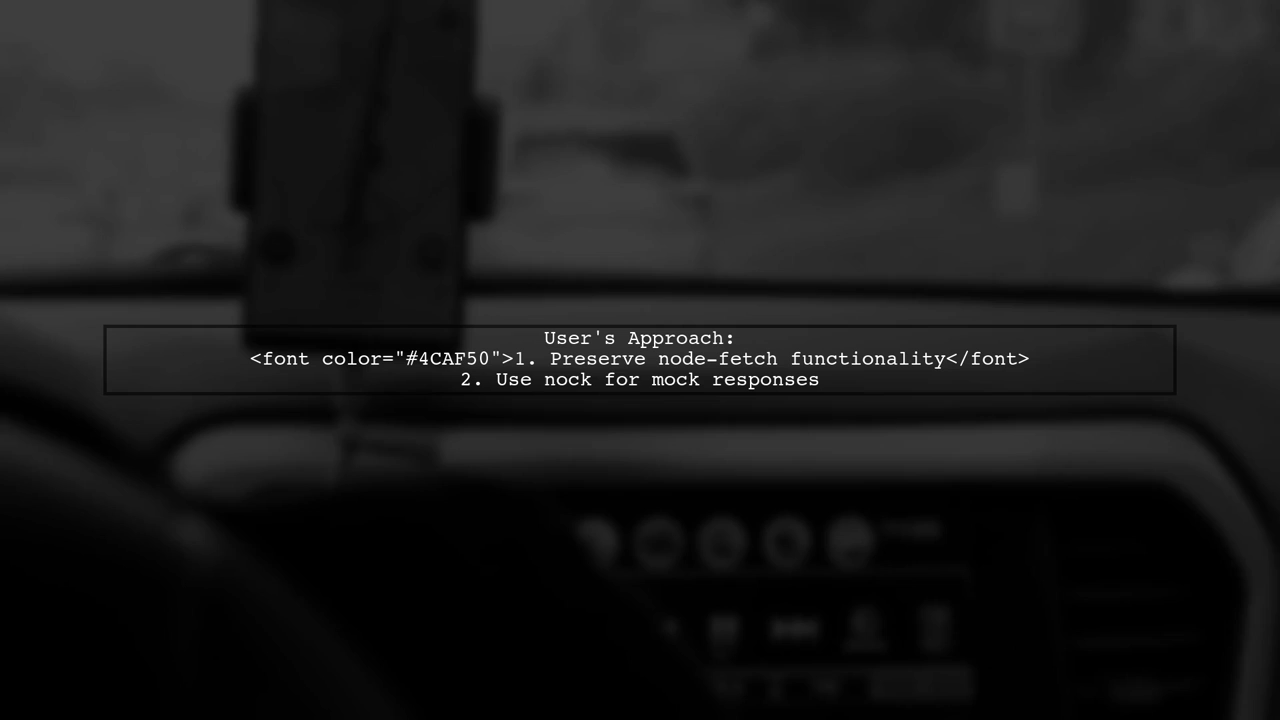 User's Approach:
<font color="#4CAF50">1. Preserve node-fetch functionality</font>
2. Use nock for mock responses